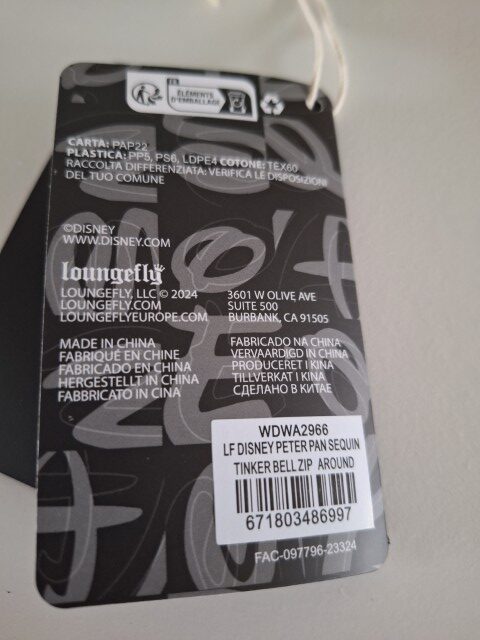 FR
ÉLÉMENTS
D'EMBALLAGE
CARTA: PAP22
PLASTICA: PP5, PS6, LDPE4 COTONE: TEX60
RACCOLTA DIFFERENZIATA: VERIFICA LE DISPOSIZIONI
DEL TUO COMUNE
©DISNEY
WWW.DISNEY.COM
loungefly
LOUNGEFLY, LLC © 2024
LOUNGEFLY.COM
LOUNGEFLYEUROPE.COM
3601 W OLIVE AVE
SUITE 500
BURBANK, CA 91505
MADE IN CHINA
FABRIQUÉ EN CHINE
FABRICADO EN CHINA
HERGESTELLT IN CHINA
FABBRICATO IN CINA
FABRICADO NA CHINA
VERVAARDIGD IN CHINA
PRODUCERET I KINA
TILLVERKAT I KINA
СДЕЛАНО В КИТАЕ
WDWA2966
LF DISNEY PETER PAN SEQUIN
TINKER BELL ZIP AROUND
671803486997
FAC-097796-23324